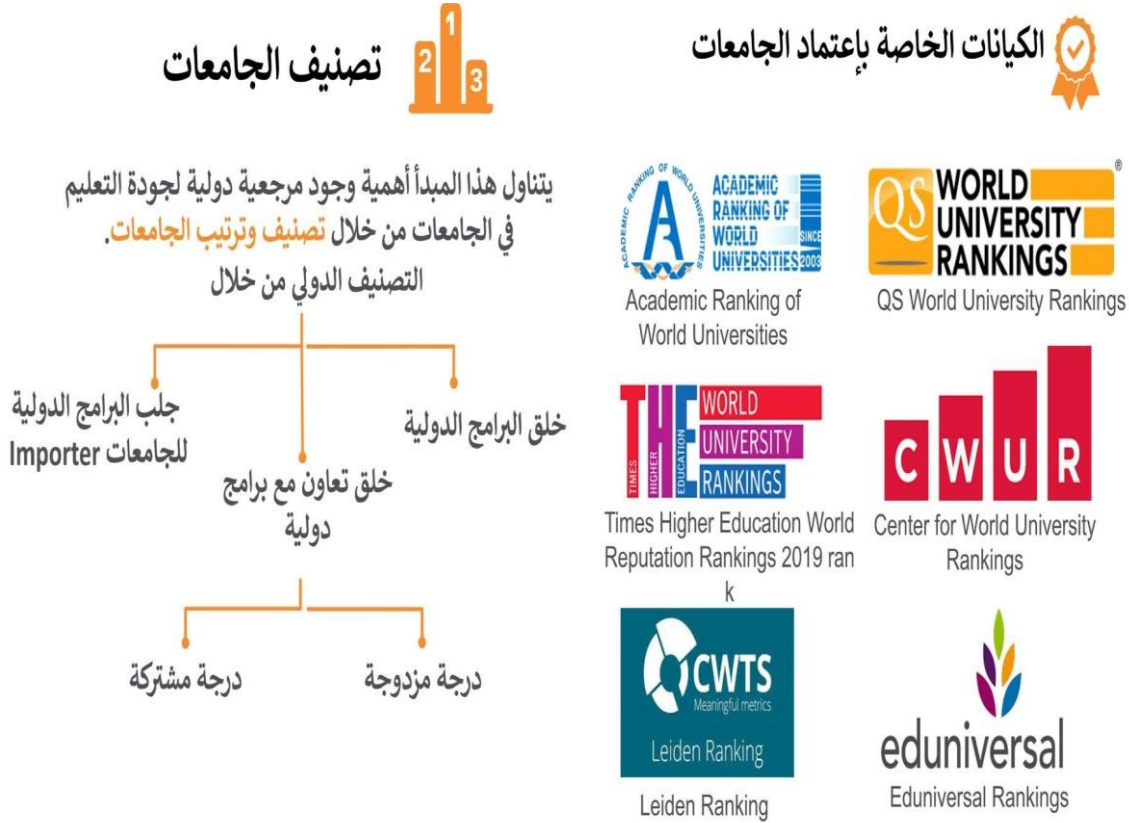 الكيانات الخاصة بإعتماد الجامعات
ACADEMIC RANKING OF WORLD UNIVERSITIES
ACADEMIC
RANKING OF
WORLD
UNIVERSITIES
SINCE
2003
Academic Ranking of
World Universities
QS
WORLD
UNIVERSITY
RANKINGS
®
QS World University Rankings
THE
TIMES
HIGHER
EDUCATION
WORLD
UNIVERSITY
RANKINGS
Times Higher Education World
Reputation Rankings 2019 ran
k
CWUR
Center for World University
Rankings
CWTS
Meaningful metrics
Leiden Ranking
Leiden Ranking
eduniversal
Eduniversal Rankings
تصنيف الجامعات
1
2
3
يتناول هذا المبدأ أهمية وجود مرجعية دولية لجودة التعليم
في الجامعات من خلال تصنيف وترتيب الجامعات.
التصنيف الدولي من خلال
خلق البرامج الدولية
خلق تعاون مع برامج
دولية
جلب البرامج الدولية
للجامعات Importer
درجة مزدوجة
درجة مشتركة